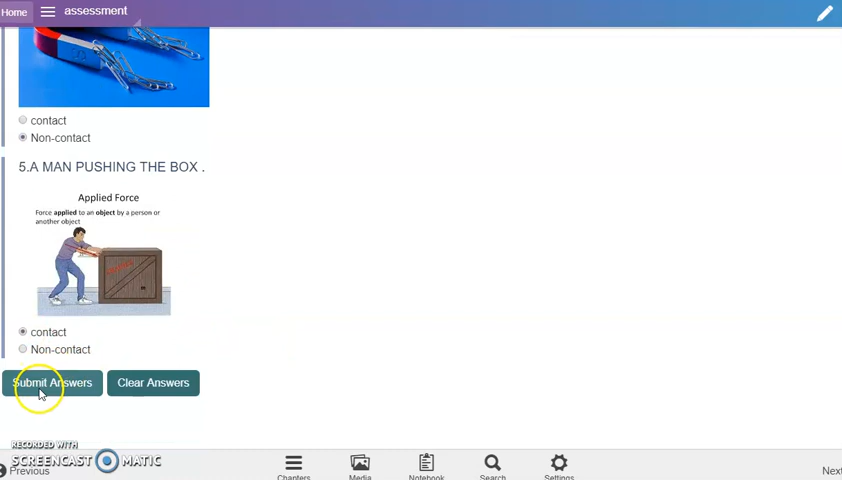 Home
assessment
contact
Non-contact
5.A MAN PUSHING THE BOX .
Applied Force
Force applied to an object by a person or
another object
contact
Non-contact
Submit Answers
Clear Answers
RECORDED WITH
SCREENCAST MATIC
Previous
Chapters
Media
Notebook
Search
Settings
Next